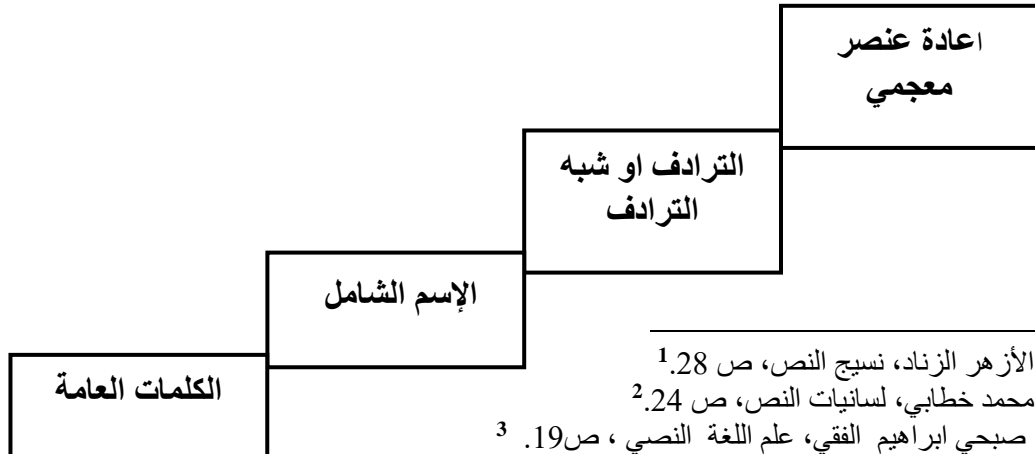 اعادة عنصر
معجمي
الترادف او شبه
الترادف
الإسم الشامل
الكلمات العامة
الأزهر الزناد، نسيج النص، ص 28.1
محمد خطابي، لسانيات النص، ص 24.2
صبحي ابراهيم الفقي، علم اللغة النصي ، ص19. 3